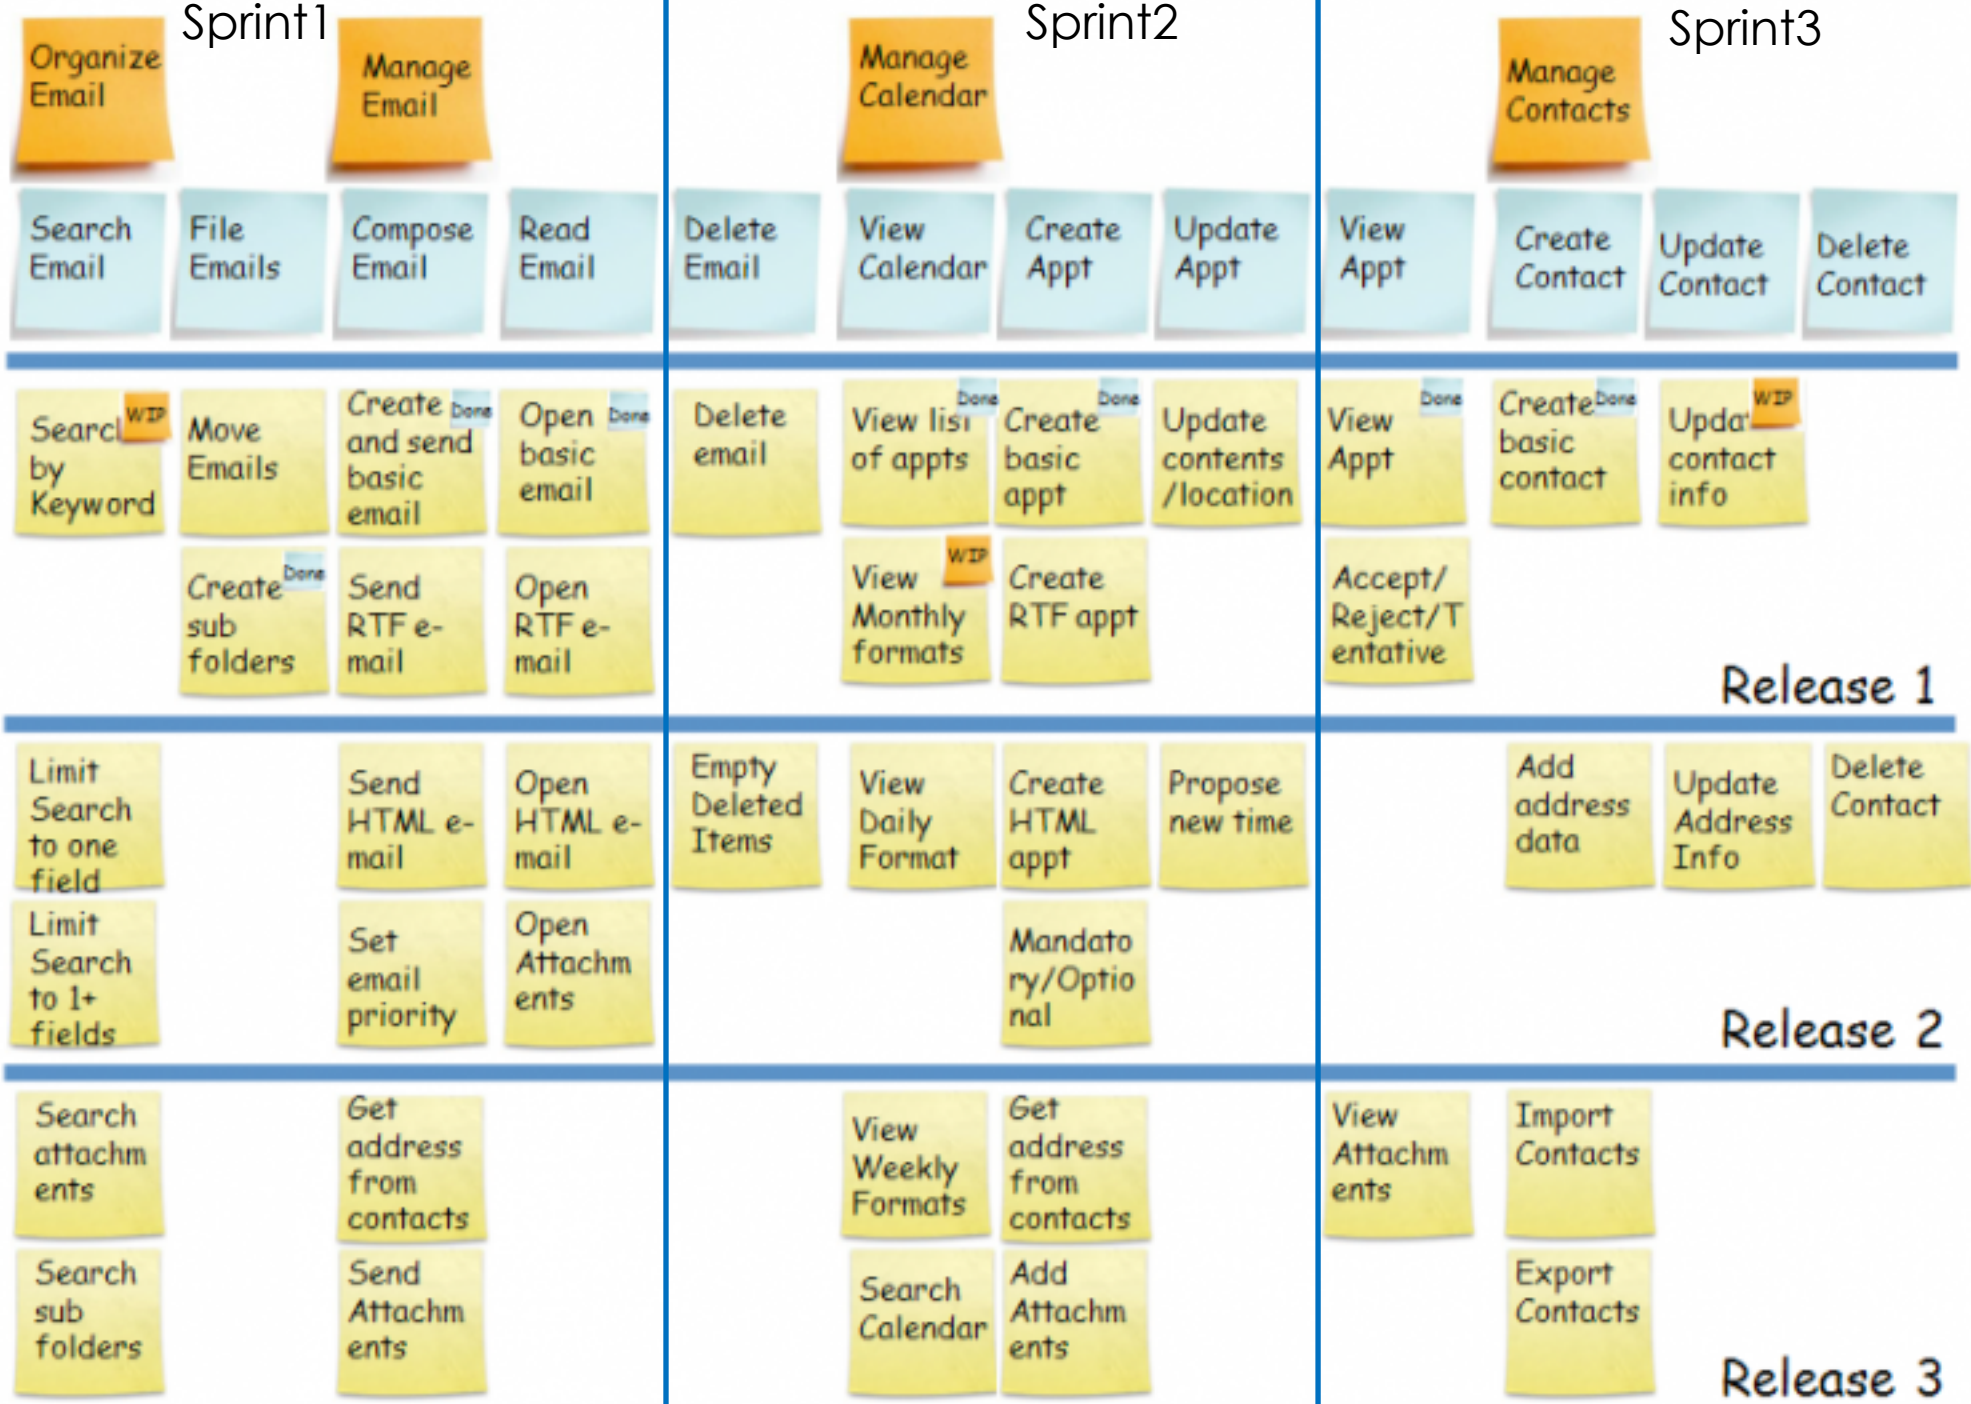 Sprint1
Sprint2
Sprint3
Organize
Email
Manage
Email
Manage
Calendar
Manage
Contacts
Search
Email
File
Emails
Compose
Email
Read
Email
Delete
Email
View
Calendar
Create
Appt
Update
Appt
View
Appt
Create
Contact
Update
Contact
Delete
Contact
Searc
by
Keyword
WIP
Move
Emails
Create
and send
basic
email
Done
Open
basic
email
Done
Delete
email
View list
of appts
Done
Create
basic
appt
Done
Update
contents
/location
View
Appt
Done
Create
basic
contact
Done
Upda
contact
info
WIP
Create
sub
folders
Done
Send
RTF e-
mail
Open
RTF e-
mail
View
Monthly
formats
WIP
Create
RTF appt
Accept/
Reject/T
entative
Release 1
Limit
Search
to one
field
Send
HTML e-
mail
Open
HTML e-
mail
Empty
Deleted
Items
View
Daily
Format
Create
HTML
appt
Propose
new time
Add
address
data
Update
Address
Info
Delete
Contact
Limit
Search
to 1+
fields
Set
email
priority
Open
Attachm
ents
Mandato
ry/Optio
nal
Release 2
Search
attachm
ents
Get
address
from
contacts
View
Weekly
Formats
Get
address
from
contacts
View
Attachm
ents
Import
Contacts
Search
sub
folders
Send
Attachm
ents
Search
Calendar
Add
Attachm
ents
Export
Contacts
Release 3